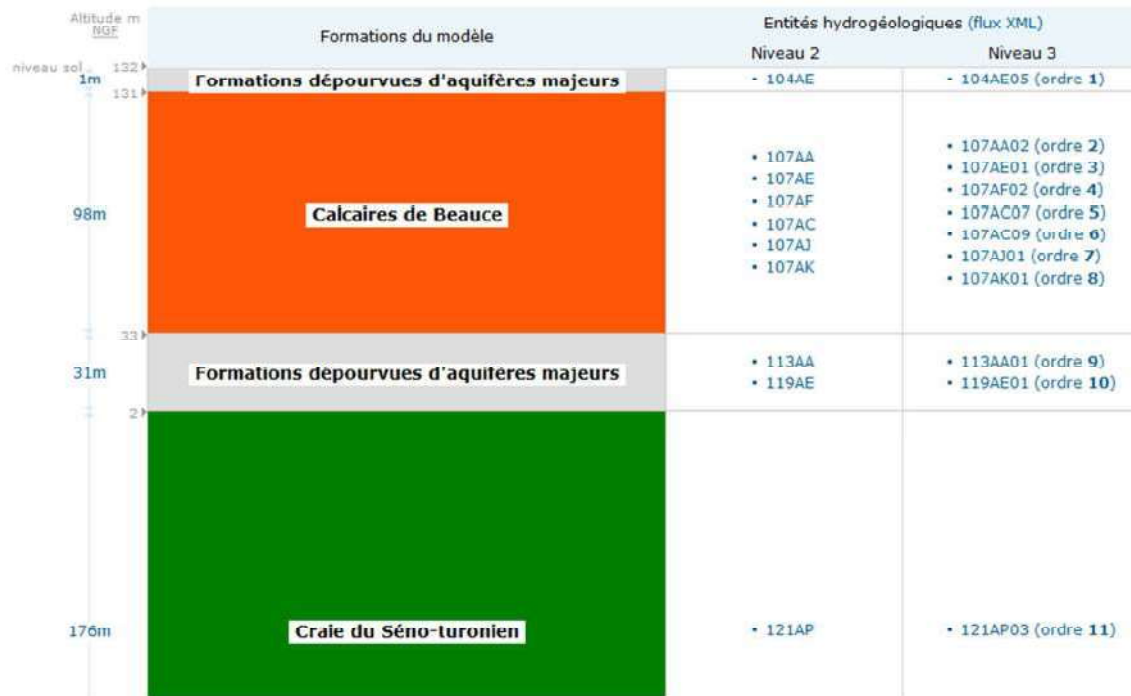 Altitude m
NGF
Formations du modèle
Entités hydrogéologiques (flux XML)
Niveau 2
Niveau 3
niveau sol
132
1m
Formations dépourvues d'aquifères majeurs
- 104AE
- 104AE05 (ordre 1)
131
98m
Calcaires de Beauce
• 107AA
• 107AE
• 107AF
• 107AC
• 107AJ
• 107AK
• 107AA02 (ordre 2)
• 107AE01 (ordre 3)
• 107AF02 (ordre 4)
• 107AC07 (ordre 5)
• 107AC09 (ordre 6)
• 107AJ01 (ordre 7)
• 107AK01 (ordre 8)
33
31m
Formations dépourvues d'aquifères majeurs
• 113AA
• 119AE
• 113AA01 (ordre 9)
• 119AE01 (ordre 10)
2
176m
Craie du Séno-turonien
- 121AP
- 121AP03 (ordre 11)